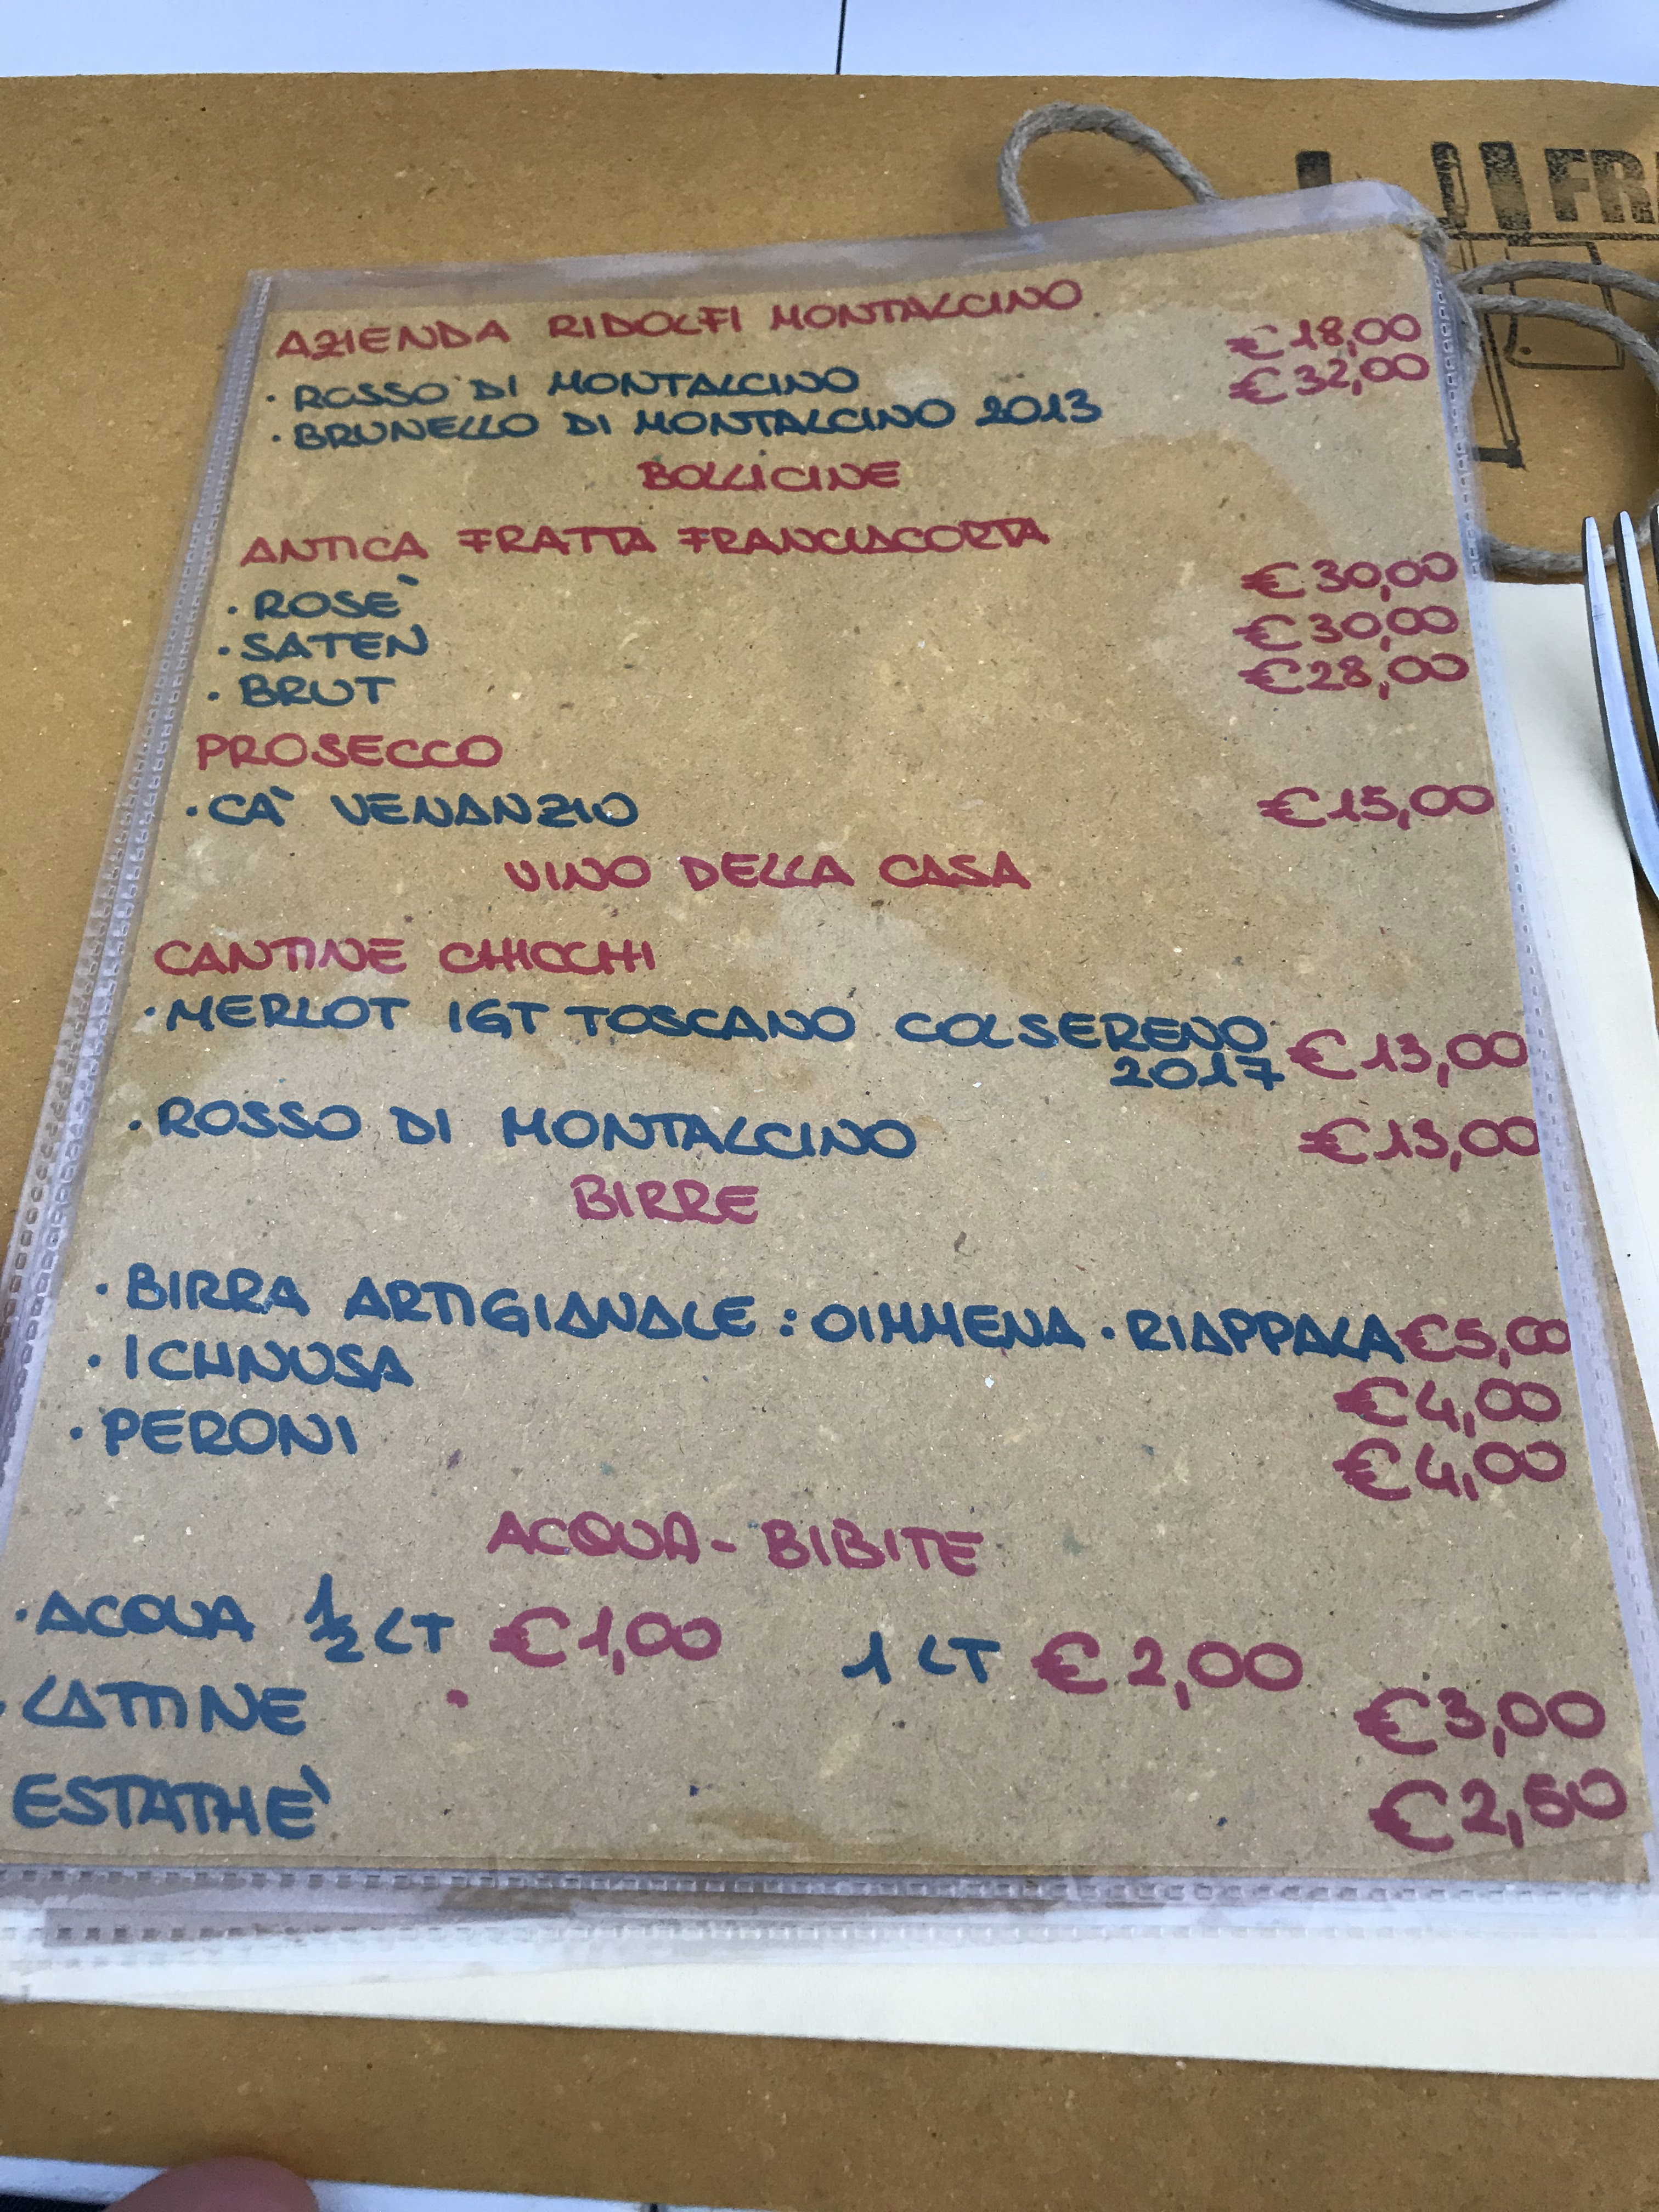 FRA
AZIENDA RIDOLFI MONTALCINO
· ROSSO DI MONTALCINO €18,00
· BRUNELLO DI MONTALCINO 2013 €32,00
BOLLICINE
ANTICA FRATTA FRANCIACORTA
· ROSE` €30,00
· SATEN €30,00
· BRUT €28,00
PROSECCO
· CA` VENANZIO €15,00
VINO DELLA CASA
CANTINE CHICCHI
· MERLOT IGT TOSCANO COLSERENO €13,00
2017
· ROSSO DI MONTALCINO €13,00
BIRRE
· BIRRA ARTIGIANALE : OIMMENA · RIAPPALA €5,00
· ICHNUSA €4,00
· PERONI €4,00
ACQUA - BIBITE
· ACQUA ½ LT €1,00 1 LT € 2,00
· LATTINE €3,00
ESTATHE` €2,50